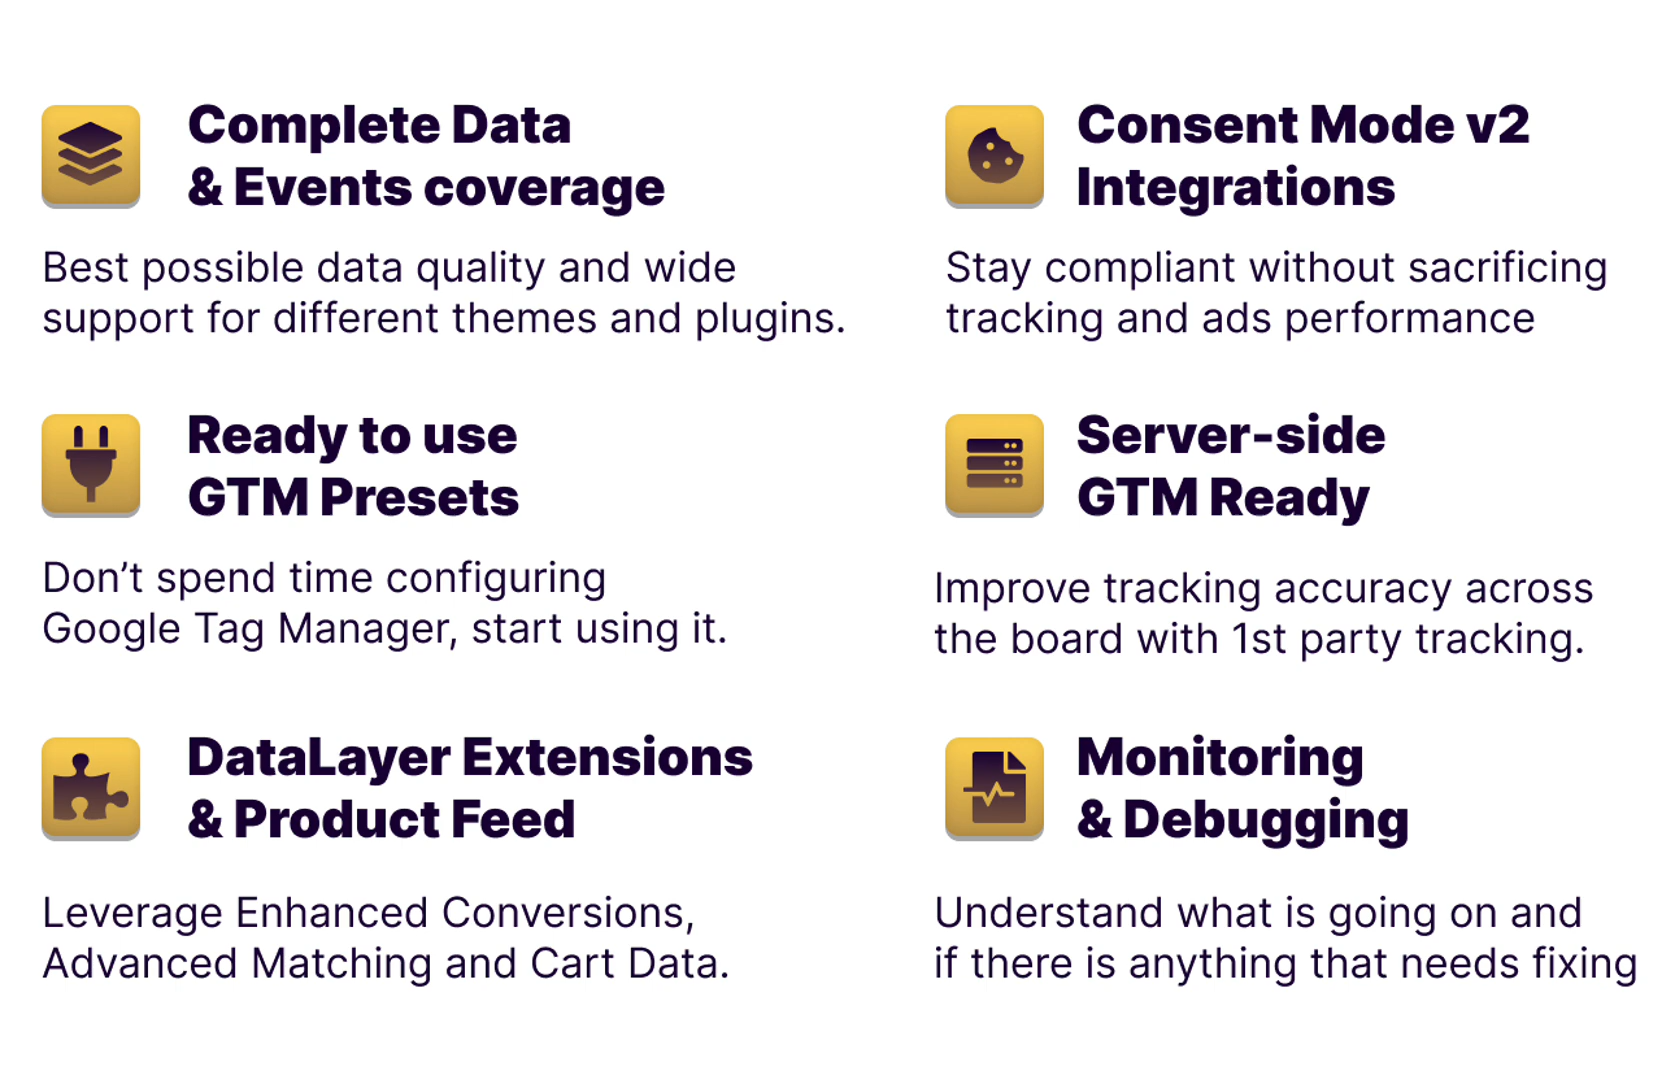 Complete Data
& Events coverage
Best possible data quality and wide
support for different themes and plugins.
Consent Mode v2
Integrations
Stay compliant without sacrificing
tracking and ads performance
Ready to use
GTM Presets
Don’t spend time configuring
Google Tag Manager, start using it.
Server-side
GTM Ready
Improve tracking accuracy across
the board with 1st party tracking.
DataLayer Extensions
& Product Feed
Leverage Enhanced Conversions,
Advanced Matching and Cart Data.
Monitoring
& Debugging
Understand what is going on and
if there is anything that needs fixing